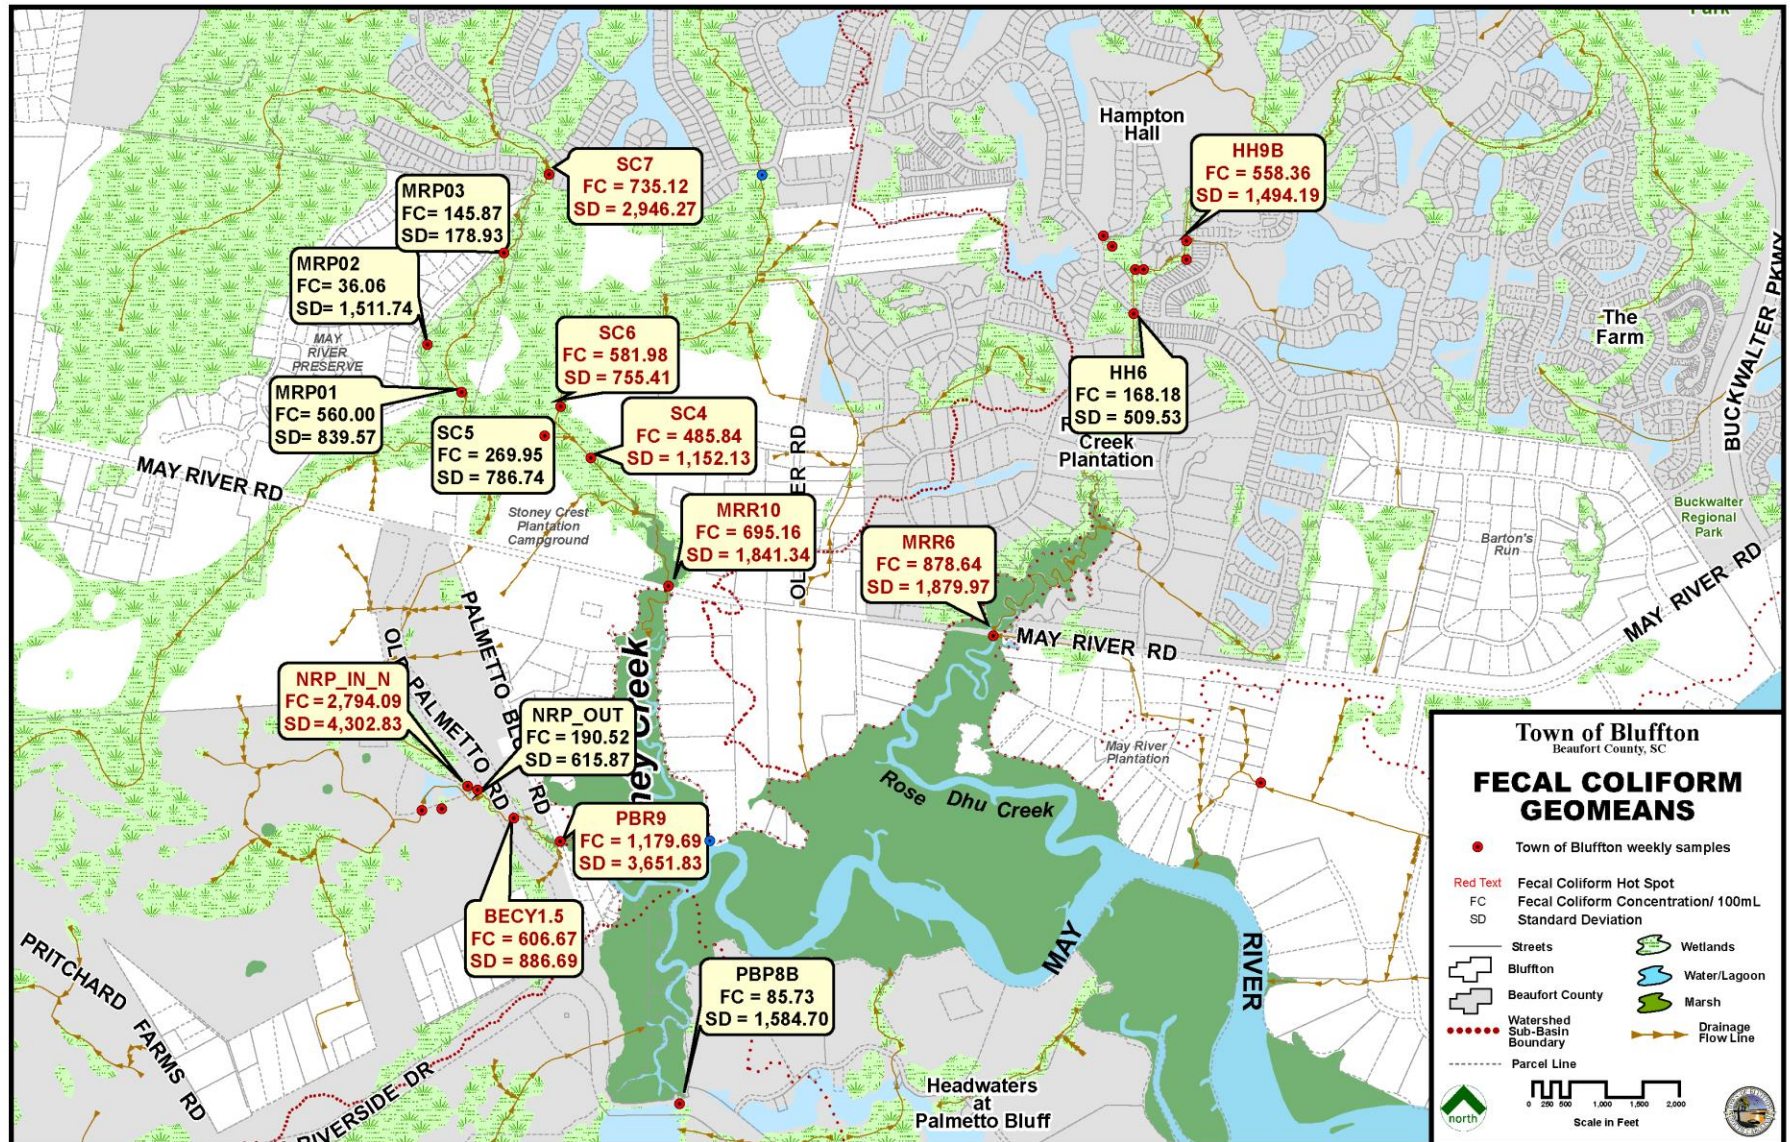 Park
Hampton
Hall
SC7
FC = 735.12
SD = 2,946.27
HH9B
FC = 558.36
SD = 1,494.19
MRP03
FC= 145.87
SD= 178.93
MRP02
FC= 36.06
SD= 1,511.74
MAY
RIVER
PRESERVE
SC6
FC = 581.98
SD = 755.41
The
Farm
BUCKWALTER PKWY
HH6
FC = 168.18
SD = 509.53
MRP01
FC= 560.00
SD= 839.57
SC5
FC = 269.95
SD = 786.74
SC4
FC = 485.84
SD = 1,152.13
Creek
Plantation
MAY RIVER RD
Stoney Crest
Plantation
Campground
MRR10
FC = 695.16
SD = 1,841.34
MRR6
FC = 878.64
SD = 1,879.97
Buckwalter
Regional
Park
Barton's
Run
MAY RIVER RD
MAY RIVER RD
PALMETTO
RD
PALMETTO
RD
NRP_IN_N
FC = 2,794.09
SD = 4,302.83
NRP_OUT
FC = 190.52
SD = 615.87
Creek
May River
Plantation
Rose Dhu Creek
PBR9
FC = 1,179.69
SD = 3,651.83
BECY1.5
FC = 606.67
SD = 886.69
PBP8B
FC = 85.73
SD = 1,584.70
MAY
RIVER
PRITCHARD FARMS RD
RIVERSIDE DR
Headwaters
at
Palmetto Bluff
Town of Bluffton
Beaufort County, SC
FECAL COLIFORM
GEOMEANS
Town of Bluffton weekly samples
Red Text Fecal Coliform Hot Spot
FC Fecal Coliform Concentration/ 100mL
SD Standard Deviation
Streets
Wetlands
Bluffton
Water/Lagoon
Beaufort County
Marsh
Watershed
Sub-Basin
Boundary
Drainage
Flow Line
Parcel Line
north
0 250 500 1,000 1,500 2,000
Scale in Feet